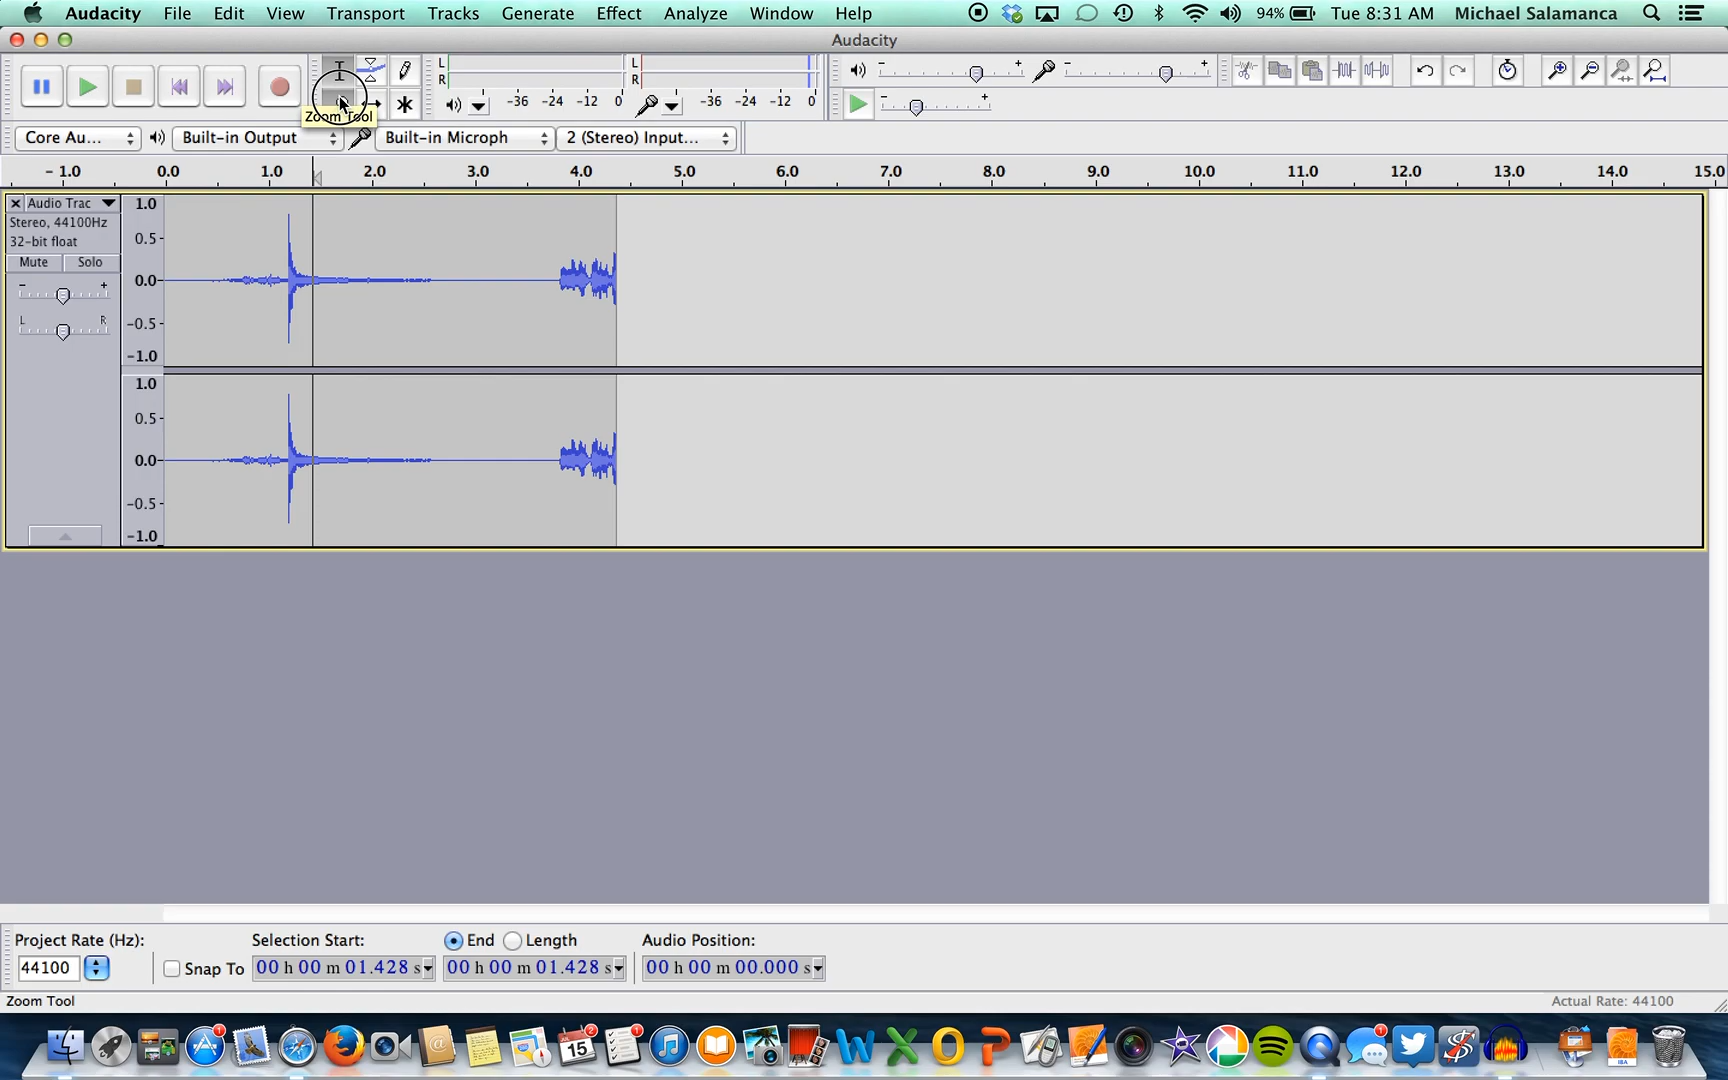 Audacity File Edit View Transport Tracks Generate Effect Analyze Window Help 94% Tue 8:31 AM Michael Salamanca
Audacity
L L
R R
-36 -24 -12 0 -36 -24 -12 0
Zoom Tool
Core Au... Built-in Output Built-in Microph 2 (Stereo) Input...
- 1.0 0.0 1.0 2.0 3.0 4.0 5.0 6.0 7.0 8.0 9.0 10.0 11.0 12.0 13.0 14.0 15.0
Audio Trac 1.0
Stereo, 44100Hz
32-bit float 0.5
Mute Solo
- + 0.0
L R -0.5
-1.0
1.0
0.5
0.0
-0.5
-1.0
Project Rate (Hz): Selection Start: End Length Audio Position:
44100 Snap To 00 h 00 m 01.428 s 00 h 00 m 01.428 s 00 h 00 m 00.000 s
Zoom Tool Actual Rate: 44100
1 15 2 1 W X O P 1 IBA